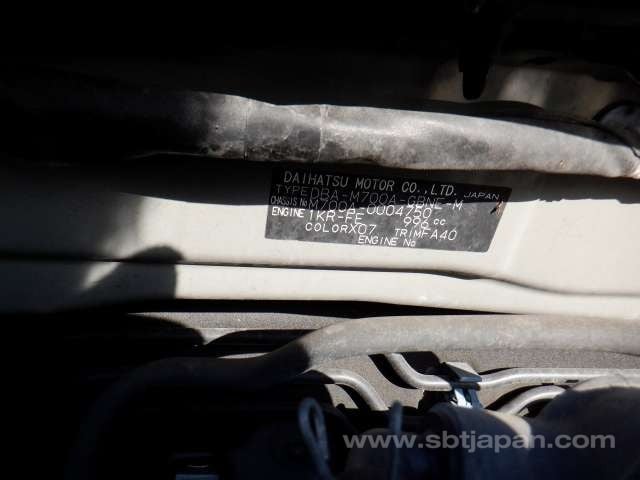 DAIHATSU MOTOR CO.,LTD. JAPAN
TYPE DBA-M700A-GBNE-M
CHASSIS No M700A-0004750
ENGINE 1KR-FE 996 cc
COLOR X07 TRIM FA40
ENGINE No
www.sbtjapan.com